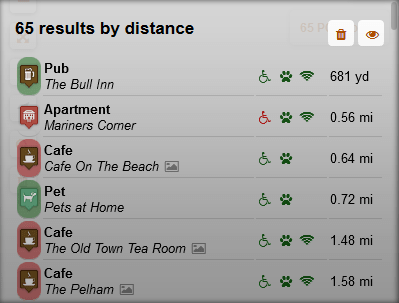 65 results by distance
Pub
The Bull Inn
681 yd
Apartment
Mariners Corner
0.56 mi
Cafe
Cafe On The Beach
0.64 mi
Pet
Pets at Home
0.72 mi
Cafe
The Old Town Tea Room
1.48 mi
Cafe
The Pelham
1.58 mi